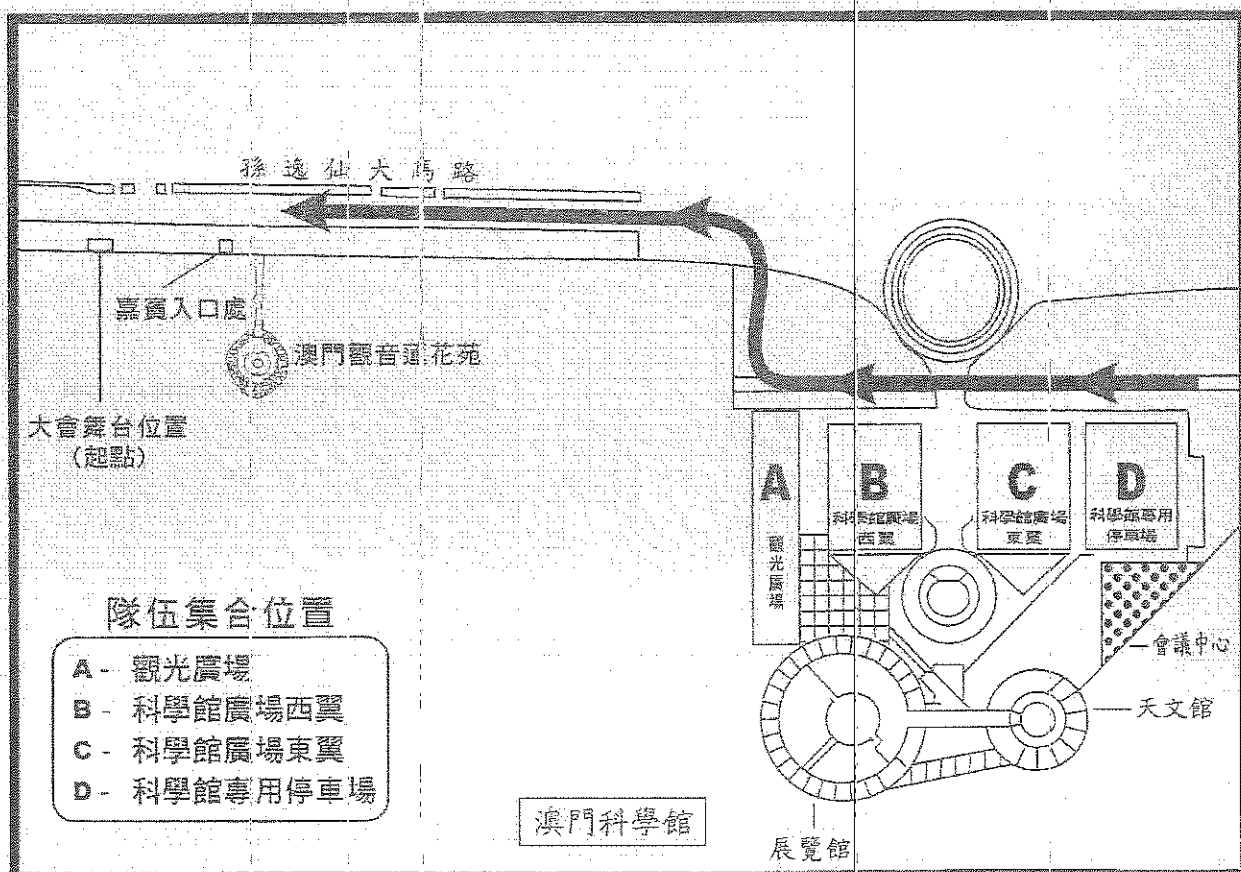 孫逸仙大馬路
嘉賓入口處
澳門觀音蓮花苑
大會舞台位置
(起點)
A
觀光廣場
B
科學館廣場
西翼
C
科學館廣場
東翼
D
科學館專用
停車場
會議中心
天文館
展覽館
澳門科學館
隊伍集合位置
A - 觀光廣場
B - 科學館廣場西翼
C - 科學館廣場東翼
D - 科學館專用停車場